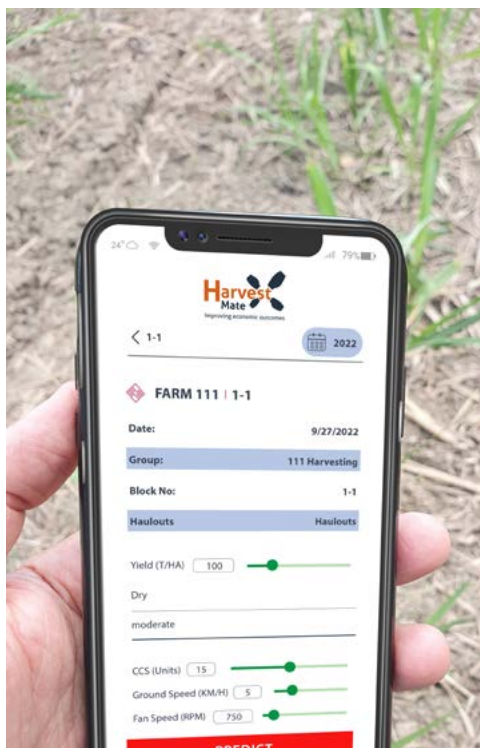 24°
79%
Harvest
Mate
Improving economic outcomes
1-1
2022
FARM 111 | 1-1
Date: 9/27/2022
Group: 111 Harvesting
Block No: 1-1
Haulouts Haulouts
Yield (T/HA) 100
Dry
moderate
CCS (Units) 15
Ground Speed (KM/H) 5
Fan Speed (RPM) 750
PREDICT